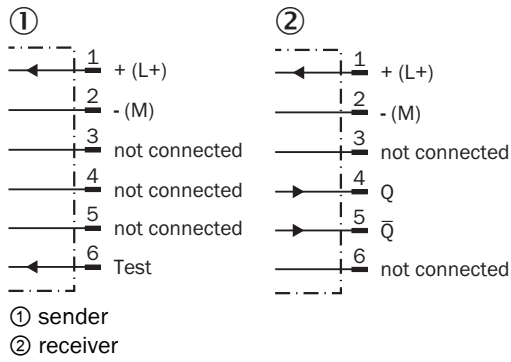 ①
1 + (L+)
2 - (M)
3 not connected
4 not connected
5 not connected
6 Test
②
1 + (L+)
2 - (M)
3 not connected
4 Q
5 Q̅
6 not connected
① sender
② receiver